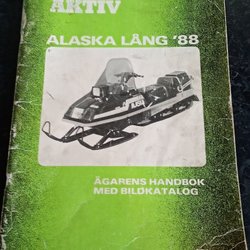 AKTIV
ALASKA LÅNG '88
ÄGARENS HANDBOK
MED BILDKATALOG